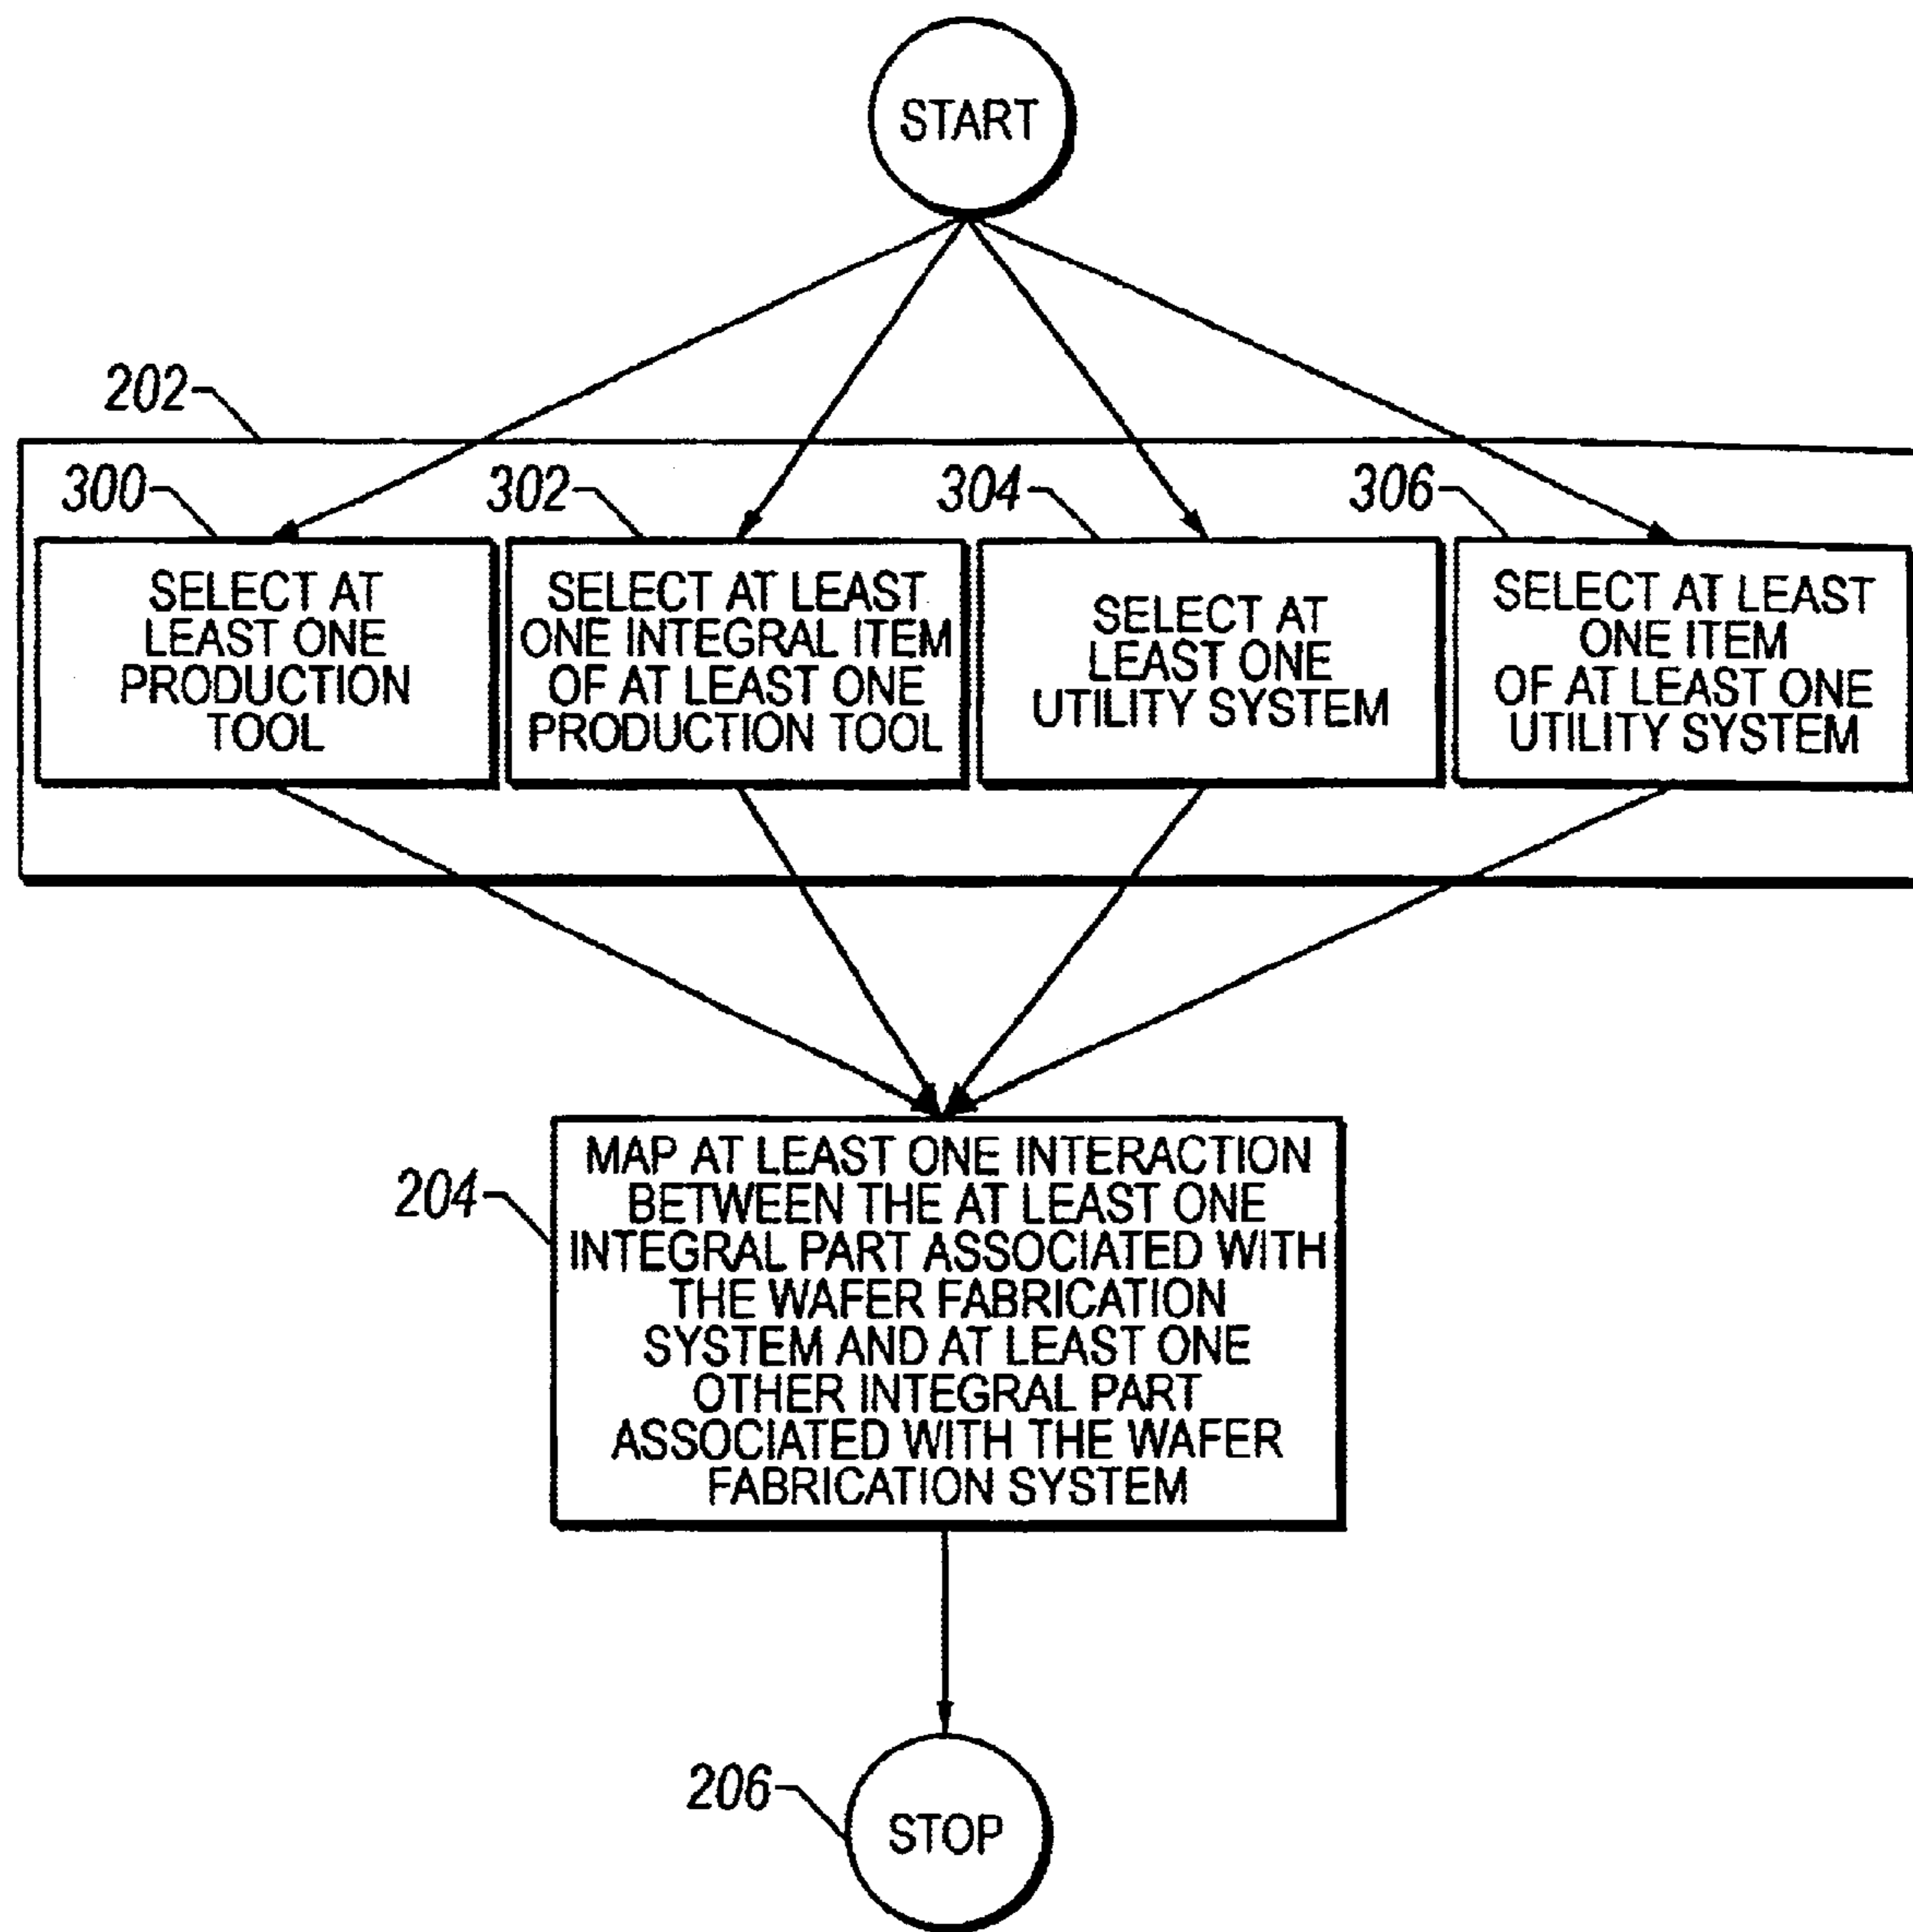 START
202
300
302
304
306
SELECT AT
LEAST ONE
PRODUCTION
TOOL
SELECT AT LEAST
ONE INTEGRAL ITEM
OF AT LEAST ONE
PRODUCTION TOOL
SELECT AT
LEAST ONE
UTILITY SYSTEM
SELECT AT LEAST
ONE ITEM
OF AT LEAST ONE
UTILITY SYSTEM
204
MAP AT LEAST ONE INTERACTION
BETWEEN THE AT LEAST ONE
INTEGRAL PART ASSOCIATED WITH
THE WAFER FABRICATION
SYSTEM AND AT LEAST ONE
OTHER INTEGRAL PART
ASSOCIATED WITH THE WAFER
FABRICATION SYSTEM
206
STOP